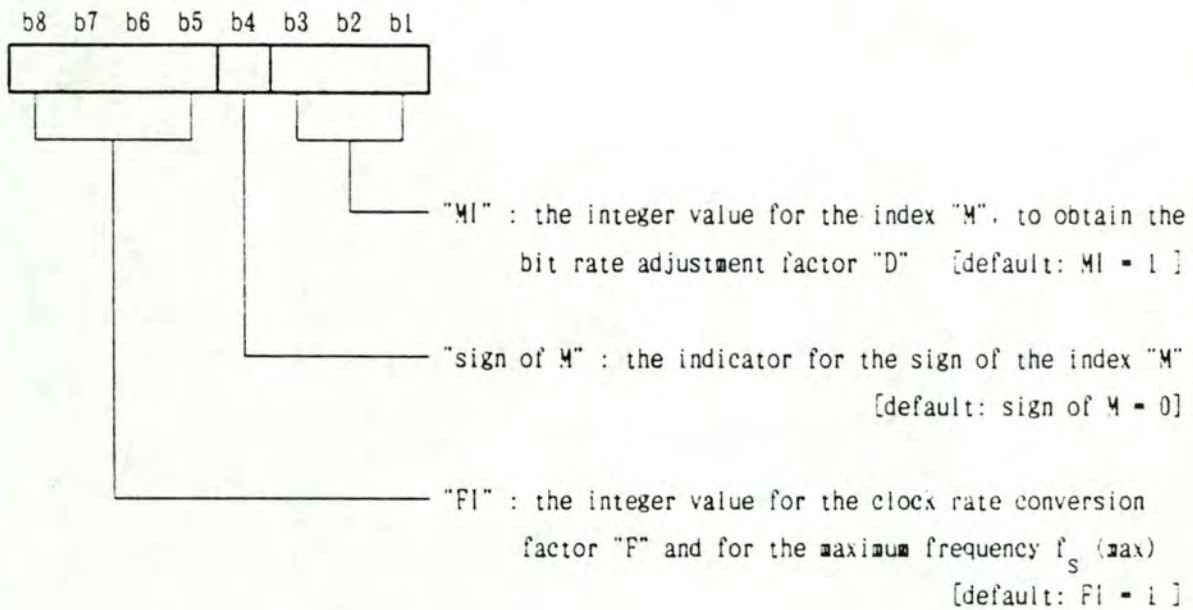 b8 b7 b6 b5 b4 b3 b2 b1
"MI" : the integer value for the index "M", to obtain the
bit rate adjustment factor "D" [default: MI = 1 ]
"sign of M" : the indicator for the sign of the index "M"
[default: sign of M = 0]
"FI" : the integer value for the clock rate conversion
factor "F" and for the maximum frequency f_S (max)
[default: FI = 1 ]